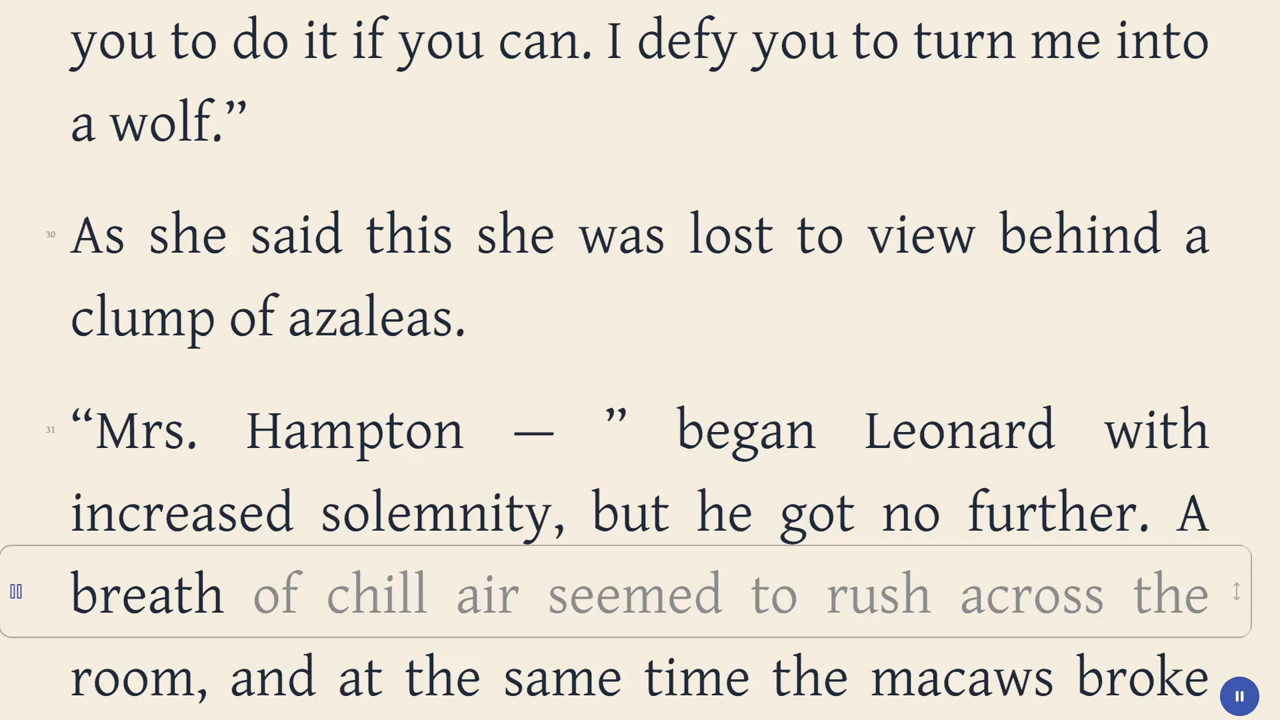 you to do it if you can. I defy you to turn me into
a wolf.”
30
As she said this she was lost to view behind a
clump of azaleas.
31
“Mrs. Hampton — ” began Leonard with
increased solemnity, but he got no further. A
breath of chill air seemed to rush across the
room, and at the same time the macaws broke